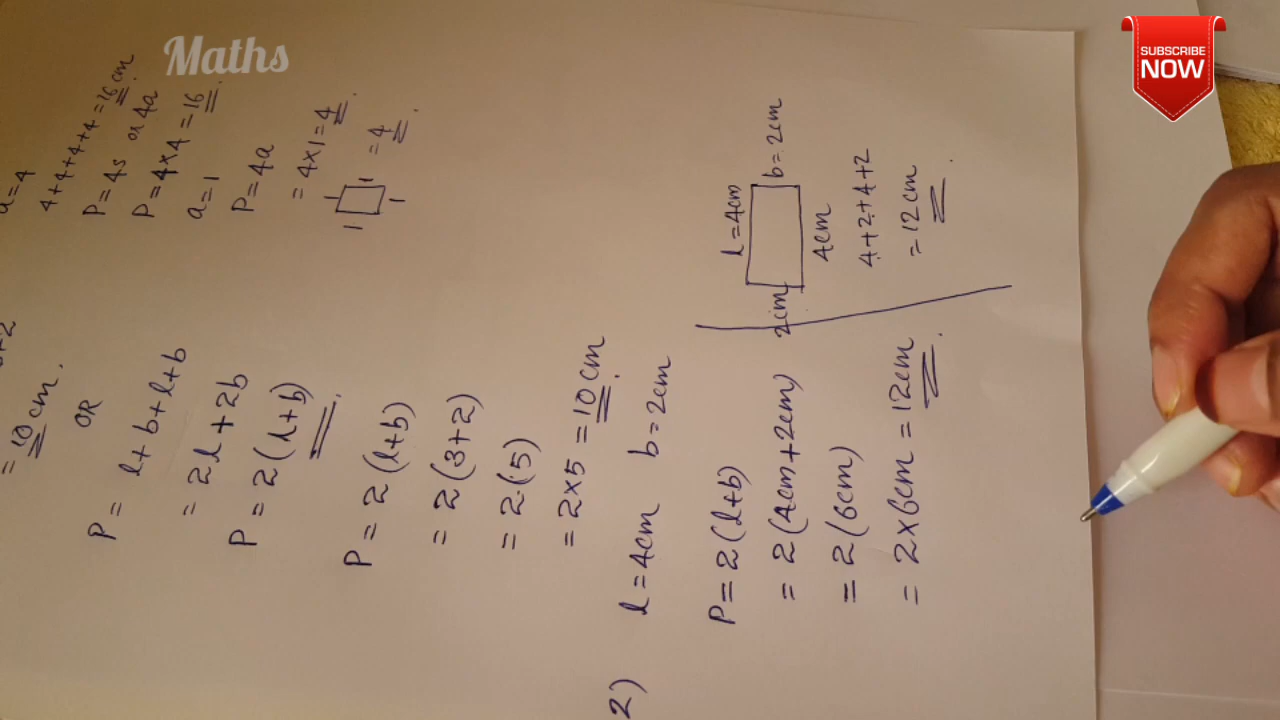 Maths
SUBSCRIBE
NOW
= 10 cm.
OR
P = l + b + l + b
= 2l + 2b
P = 2 (l + b)
P = 2 (l+b)
= 2 (3+2)
= 2(5)
= 2×5 = 10 cm.
2) l = 4cm b = 2cm
P = 2 (l+b)
= 2 (4cm + 2cm)
= 2 (6cm)
= 2×6cm = 12cm.
a = 4
4+4+4+4 = 16 cm
P = 4s or 4a
P = 4×4 = 16.
a = 1
P = 4a
= 4×1 = 4.
1
1
1
1
= 4.
l = 4cm
b = 2cm
4cm
2cm
4+2+4+2
= 12cm.